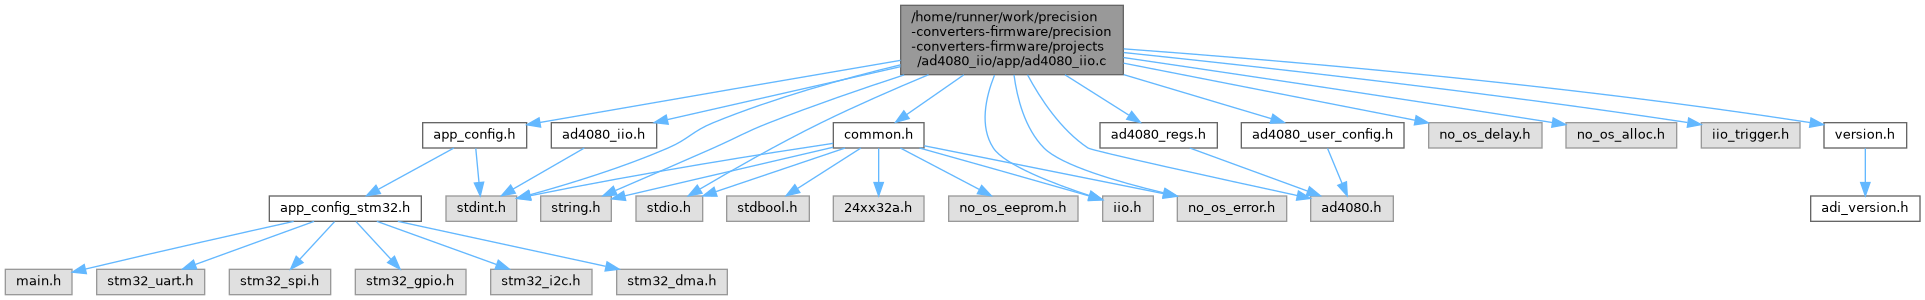 /home/runner/work/precision
-converters-firmware/precision
-converters-firmware/projects
/ad4080_iio/app/ad4080_iio.c
app_config.h
ad4080_iio.h
common.h
ad4080_regs.h
ad4080_user_config.h
no_os_delay.h
no_os_alloc.h
iio_trigger.h
version.h
app_config_stm32.h
stdint.h
string.h
stdio.h
stdbool.h
24xx32a.h
no_os_eeprom.h
iio.h
no_os_error.h
ad4080.h
adi_version.h
main.h
stm32_uart.h
stm32_spi.h
stm32_gpio.h
stm32_i2c.h
stm32_dma.h